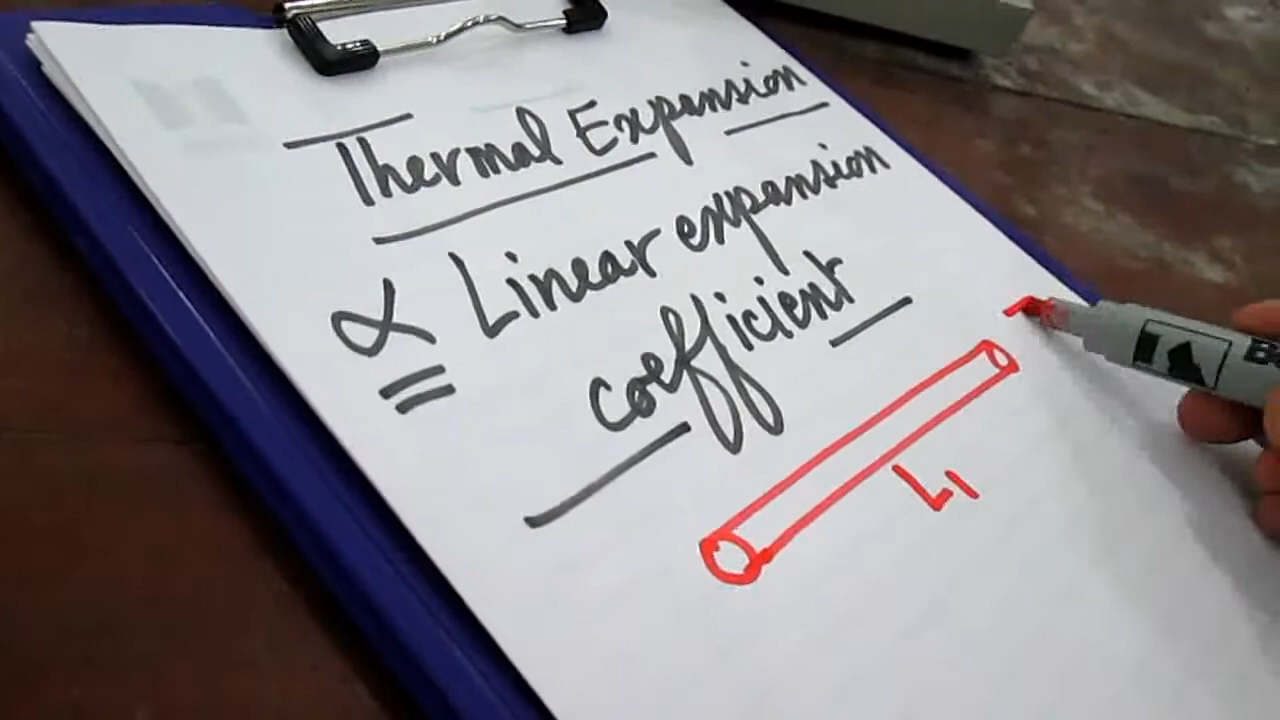 Thermal Expansion
∝ Linear expansion
coefficient
L1